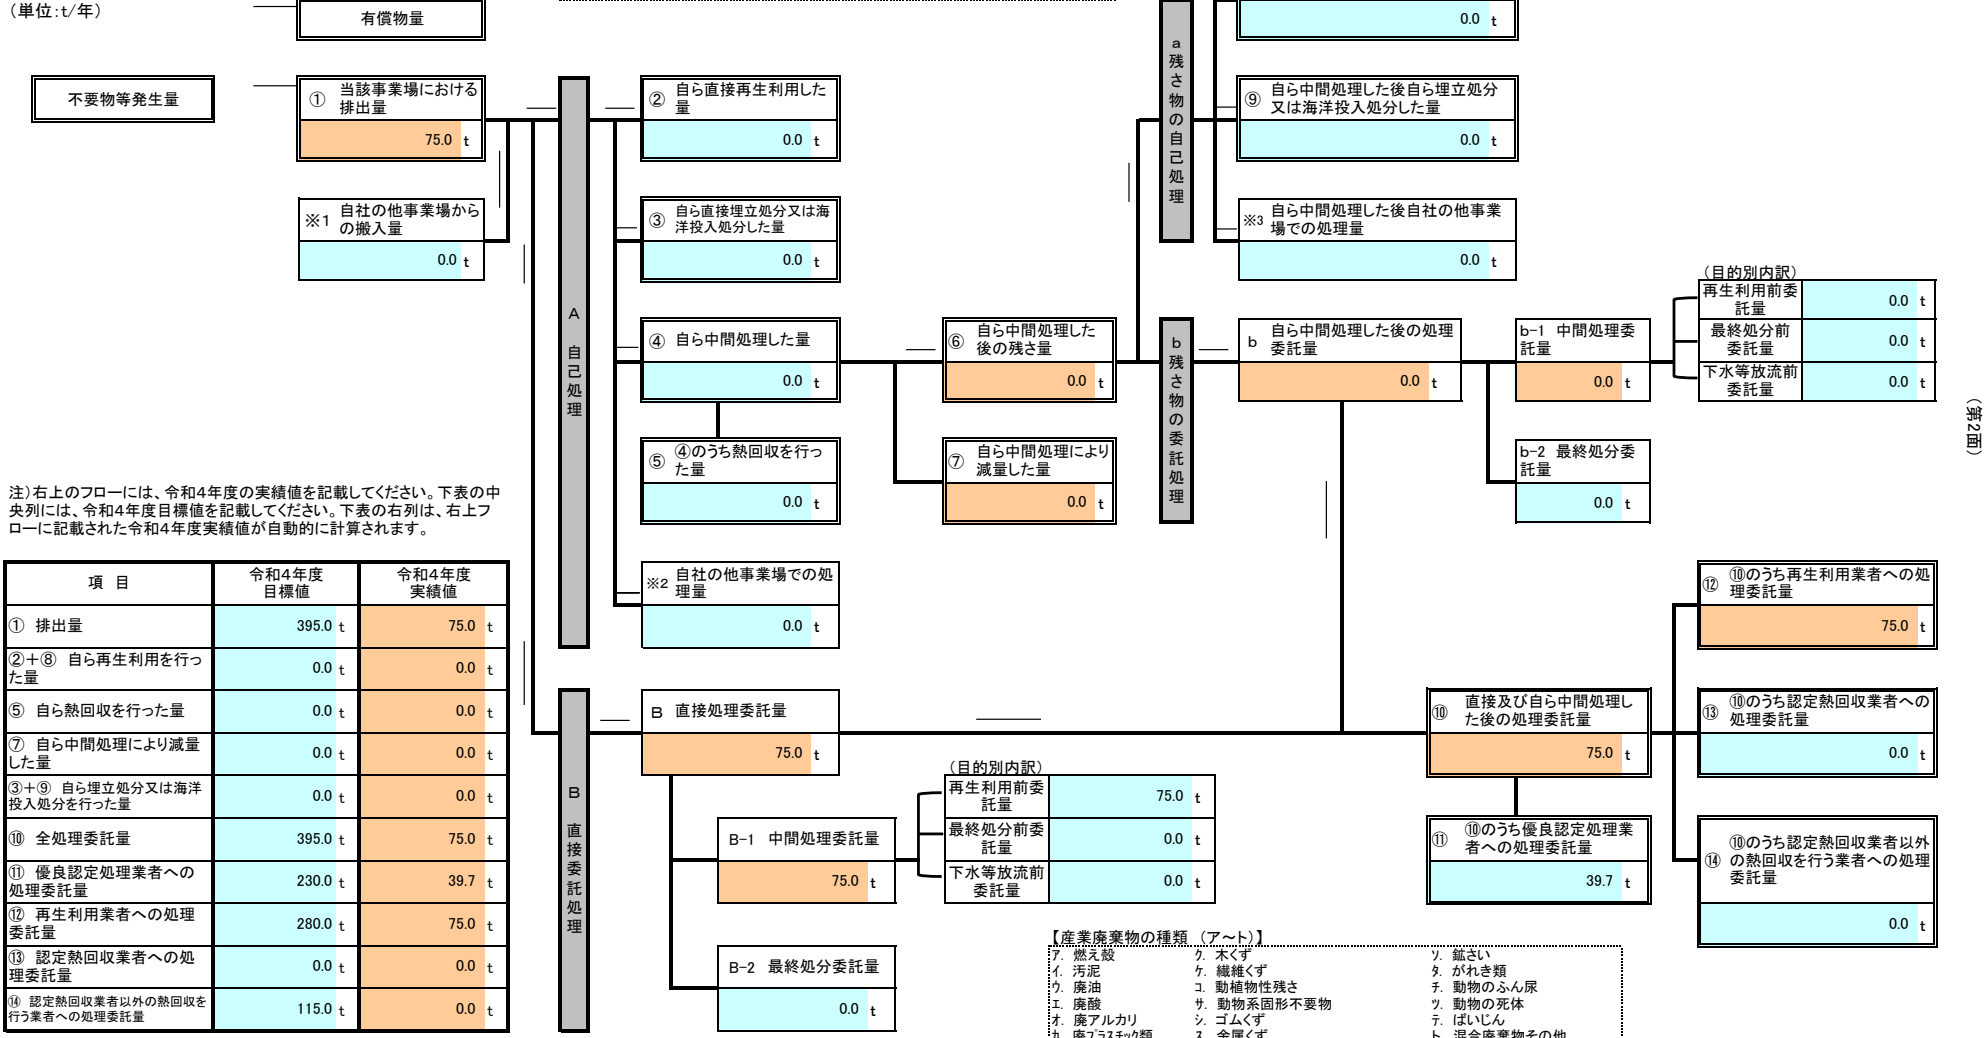 （単位：t/年）
有償物量
0.0 t
不要物等発生量
① 当該事業場における
排出量
75.0 t
※1 自社の他事業場から
の搬入量
0.0 t
A 自己処理
② 自ら直接再生利用した
量
0.0 t
③ 自ら直接埋立処分又は海
洋投入処分した量
0.0 t
④ 自ら中間処理した量
0.0 t
⑤ ④のうち熱回収を行っ
た量
0.0 t
※2 自社の他事業場での処
理量
0.0 t
⑥ 自ら中間処理した
後の残さ量
0.0 t
⑦ 自ら中間処理により
減量した量
0.0 t
a 残さ物の自己処理
⑨ 自ら中間処理した後自ら埋立処分
又は海洋投入処分した量
0.0 t
※3 自ら中間処理した後自社の他事業
場での処理量
0.0 t
b 残さ物の委託処理
b 自ら中間処理した後の処理
委託量
0.0 t
b-1 中間処理委
託量
0.0 t
b-2 最終処分委
託量
0.0 t
（目的別内訳）
再生利用前委
託量
0.0 t
最終処分前
委託量
0.0 t
下水等放流前
委託量
0.0 t
（第2面）
注）右上のフローには、令和４年度の実績値を記載してください。下表の中
央列には、令和４年度目標値を記載してください。下表の右列は、右上フ
ローに記載された令和４年度実績値が自動的に計算されます。
項 目
令和４年度
目標値
令和４年度
実績値
① 排出量 395.0 t 75.0 t
②＋⑧ 自ら再生利用を行っ
た量 0.0 t 0.0 t
⑤ 自ら熱回収を行った量 0.0 t 0.0 t
⑦ 自ら中間処理により減量
した量 0.0 t 0.0 t
③＋⑨ 自ら埋立処分又は海洋
投入処分を行った量 0.0 t 0.0 t
⑩ 全処理委託量 395.0 t 75.0 t
⑪ 優良認定処理業者への
処理委託量 230.0 t 39.7 t
⑫ 再生利用業者への処理
委託量 280.0 t 75.0 t
⑬ 認定熱回収業者への処
理委託量 0.0 t 0.0 t
⑭ 認定熱回収業者以外の熱回収を
行う業者への処理委託量 115.0 t 0.0 t
B 直接委託処理
B 直接処理委託量
75.0 t
B-1 中間処理委託量
75.0 t
B-2 最終処分委託量
0.0 t
（目的別内訳）
再生利用前委
託量
75.0 t
最終処分前委
託量
0.0 t
下水等放流前
委託量
0.0 t
⑩ 直接及び自ら中間処理し
た後の処理委託量
75.0 t
⑪ ⑩のうち優良認定処理業
者への処理委託量
39.7 t
⑫ ⑩のうち再生利用業者への処
理委託量
75.0 t
⑬ ⑩のうち認定熱回収業者への
処理委託量
0.0 t
⑭ ⑩のうち認定熱回収業者以外
の熱回収を行う業者への処理
委託量
0.0 t
【産業廃棄物の種類 （ア～ト）】
ア. 燃え殻 ク. 木くず ソ. 鉱さい
イ. 汚泥 ケ. 繊維くず タ. がれき類
ウ. 廃油 コ. 動植物性残さ チ. 動物のふん尿
エ. 廃酸 サ. 動物系固形不要物 ツ. 動物の死体
オ. 廃アルカリ シ. ゴムくず テ. ばいじん
カ. 廃プラスチック類 ス. 金属くず ト. 混合廃棄物その他